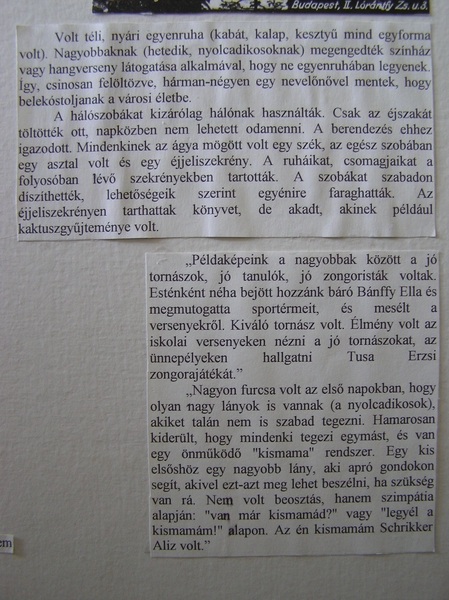 Budapest, II. Lórántfy Zs. u.3.
Volt téli, nyári egyenruha (kabát, kalap, kesztyű mind egyforma
volt). Nagyobbaknak (hetedik, nyolcadikosoknak) megengedték színház
vagy hangverseny látogatása alkalmával, hogy ne egyenruhában legyenek.
Így, csinosan felöltözve, hárman-négyen egy nevelőnővel mentek, hogy
belekóstoljanak a városi életbe.
A hálószobákat kizárólag hálónak használták. Csak az éjszakát
töltötték ott, napközben nem lehetett odamenni. A berendezés ehhez
igazodott. Mindenkinek az ágya mögött volt egy szék, az egész szobában
egy asztal volt és egy éjjeliszekrény. A ruháikat, csomagjaikat a
folyosóban lévő szekrényekben tartották. A szobákat szabadon
díszíthették, lehetőségeik szerint egyénire faraghatták. Az
éjjeliszekrényen tarthattak könyvet, de akadt, akinek például
kaktuszgyűjteménye volt.
„Példaképeink a nagyobbak között a jó
tornászok, jó tanulók, jó zongoristák voltak.
Esténként néha bejött hozzánk báró Bánffy Ella és
megmutogatta sportérmeit, és mesélt a
versenyekről. Kiváló tornász volt. Élmény volt az
iskolai versenyeken nézni a jó tornászokat, az
ünnepélyeken hallgatni Tusa Erzsi
zongorajátékát.”
„Nagyon furcsa volt az első napokban, hogy
olyan nagy lányok is vannak (a nyolcadikosok),
akiket talán nem is szabad tegezni. Hamarosan
kiderült, hogy mindenki tegezi egymást, és van
egy önműködő "kismama" rendszer. Egy kis
elsőshöz egy nagyobb lány, aki apró gondokon
segít, akivel ezt-azt meg lehet beszélni, ha szükség
van rá. Nem volt beosztás, hanem szimpátia
alapján: "van már kismamád?" vagy "legyél a
kismamám!" alapon. Az én kismamám Schrikker
Aliz volt.”
em